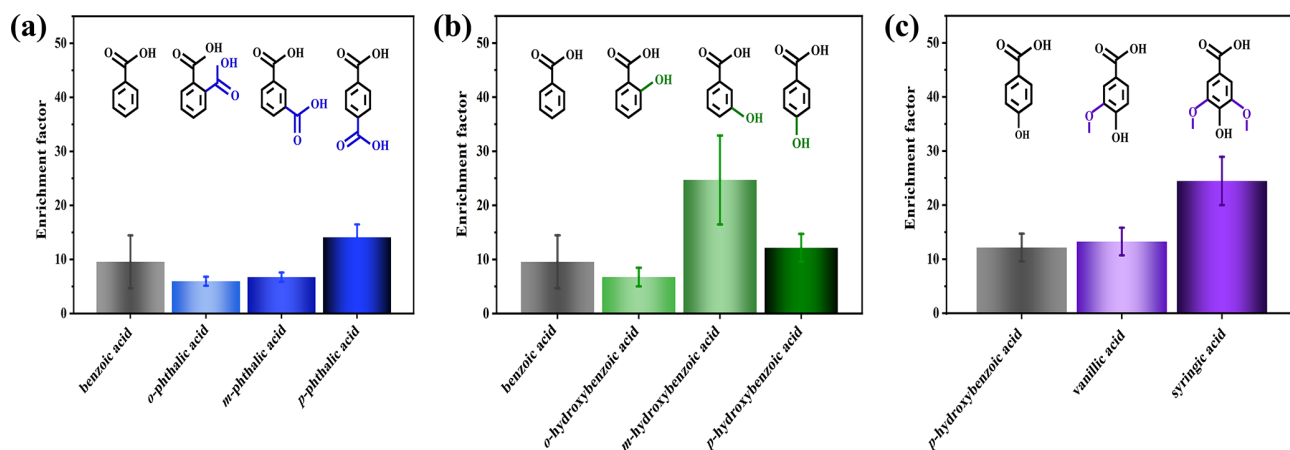 (a)
Enrichment factor
50
40
30
20
10
0
O OH
O OH OH O
O OH OH O
O OH O OH
benzoic acid
o-phthalic acid
m-phthalic acid
p-phthalic acid
(b)
Enrichment factor
50
40
30
20
10
0
O OH
O OH OH
O OH OH
O OH OH
benzoic acid
o-hydroxybenzoic acid
m-hydroxybenzoic acid
p-hydroxybenzoic acid
(c)
Enrichment factor
50
40
30
20
10
0
O OH OH
O OH O OH
O OH O O OH
p-hydroxybenzoic acid
vanillic acid
syringic acid